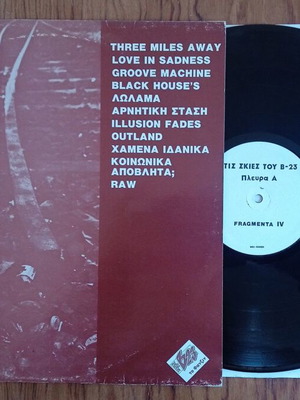 THREE MILES AWAY
LOVE IN SADNESS
GROOVE MACHINE
BLACK HOUSE'S
ΛΩΛΑΜΑ
ΑΡΝΗΤΙΚΗ ΣΤΑΣΗ
ILLUSION FADES
OUTLAND
ΧΑΜΕΝΑ ΙΔΑΝΙΚΑ
ΚΟΙΝΩΝΙΚΑ
ΑΠΟΒΛΗΤΑ;
RAW
ΣΤΙΣ ΣΚΙΕΣ ΤΟΥ Β-23
Πλευρα Α
FRAGMENTA IV